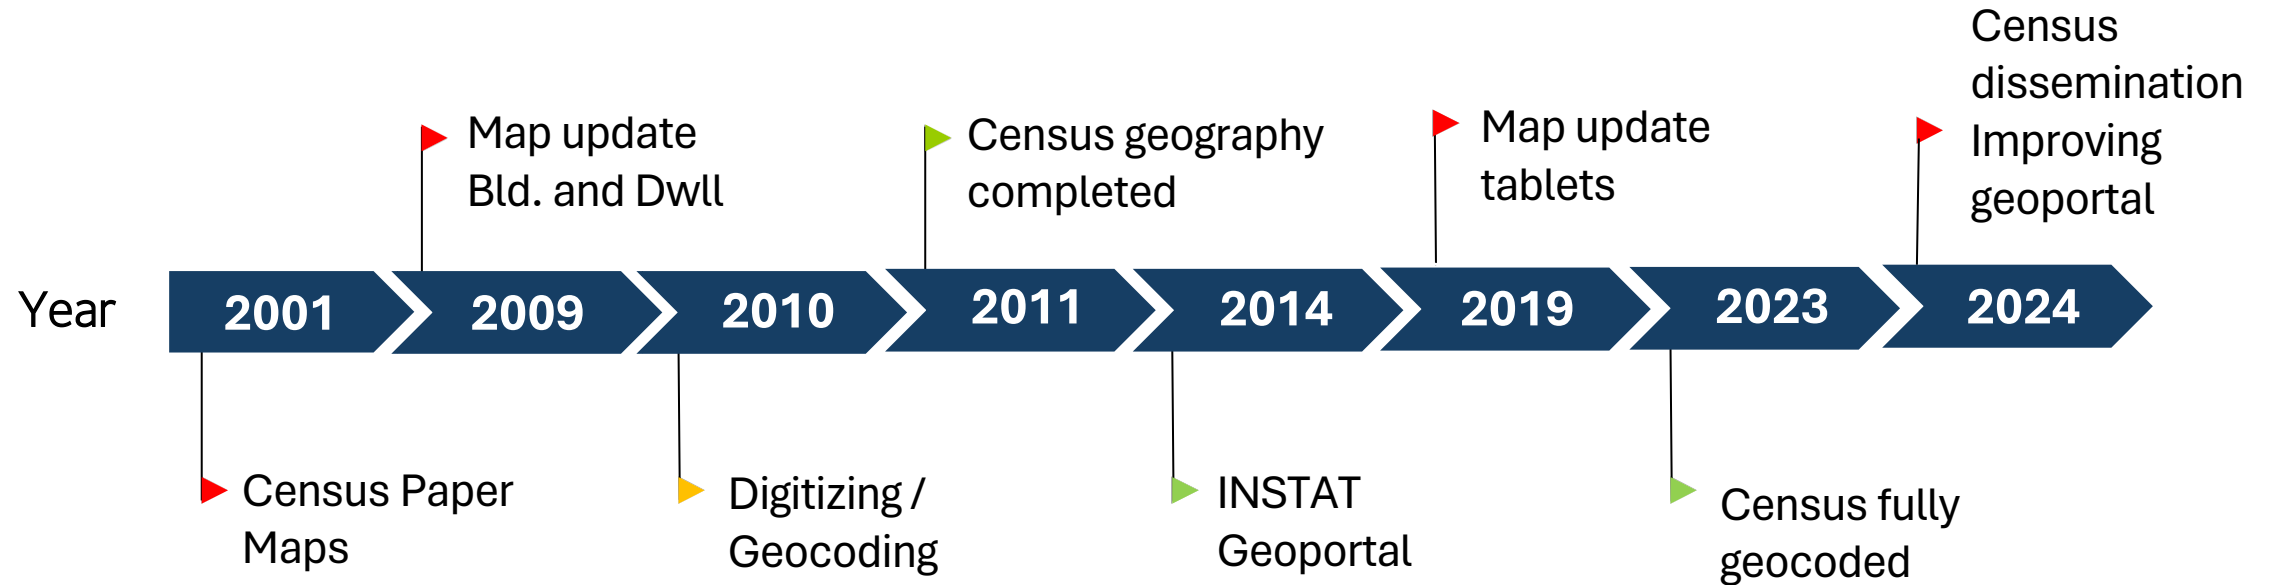 Census
dissemination
Improving
geoportal
Map update
Bld. and Dwll
Census geography
completed
Map update
tablets
Year
2001
2009
2010
2011
2014
2019
2023
2024
Census Paper
Maps
Digitizing /
Geocoding
INSTAT
Geoportal
Census fully
geocoded